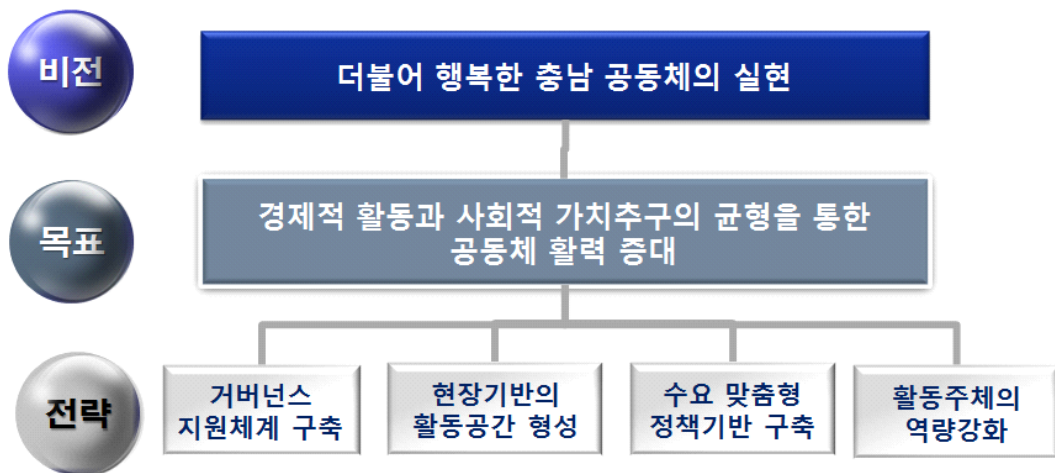 비전
더불어 행복한 충남 공동체의 실현
목표
경제적 활동과 사회적 가치추구의 균형을 통한
공동체 활력 증대
전략
거버넌스
지원체계 구축
현장기반의
활동공간 형성
수요 맞춤형
정책기반 구축
활동주체의
역량강화